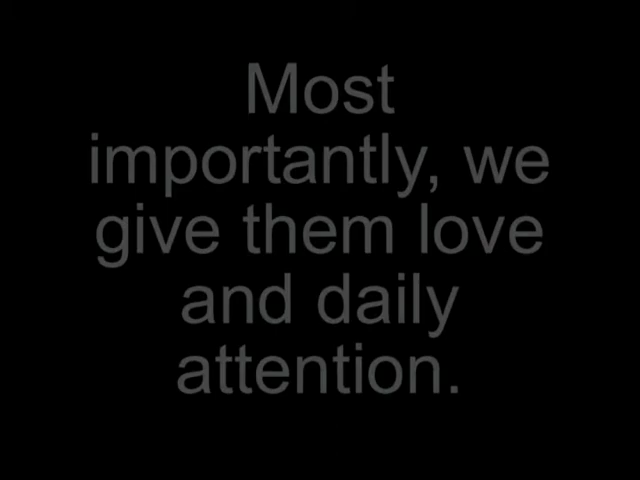 Most
importantly, we
give them love
and daily
attention.